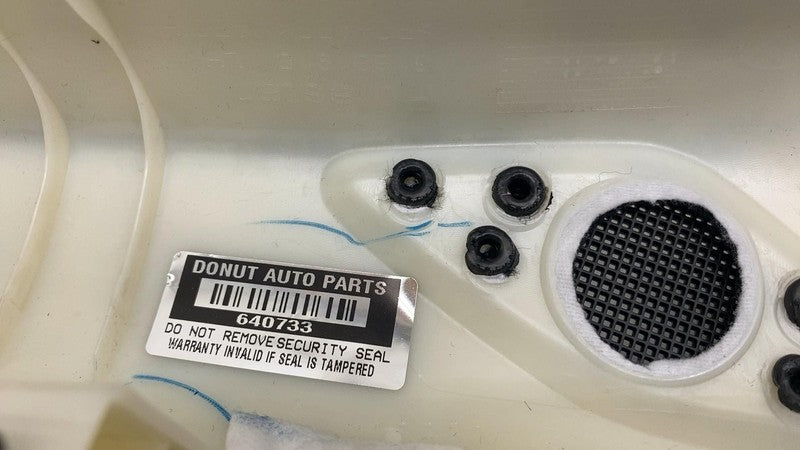 DONUT AUTO PARTS
640733
DO NOT REMOVE SECURITY SEAL
WARRANTY INVALID IF SEAL IS TAMPERED